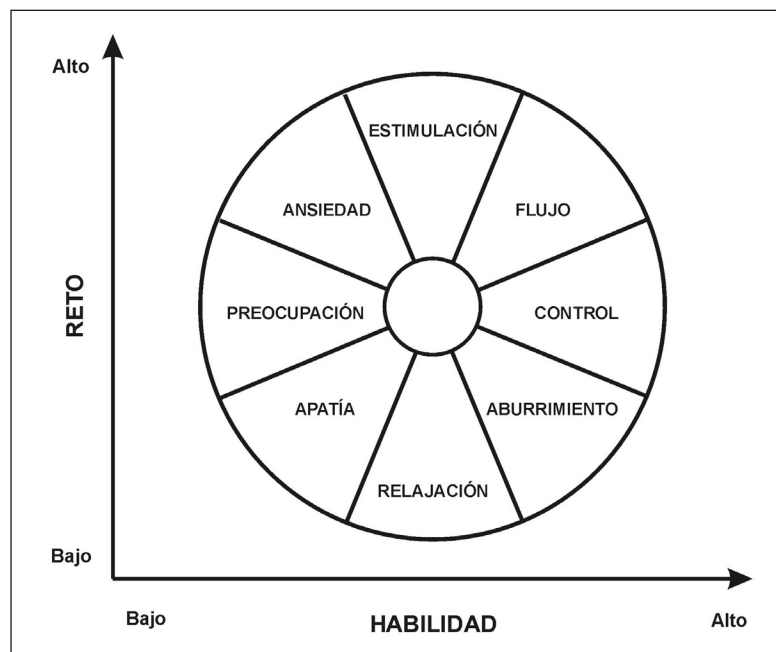 Alto
ESTIMULACIÓN
ANSIEDAD
FLUJO
RETO
PREOCUPACIÓN
CONTROL
APATÍA
ABURRIMIENTO
RELAJACIÓN
Bajo
Bajo
HABILIDAD
Alto